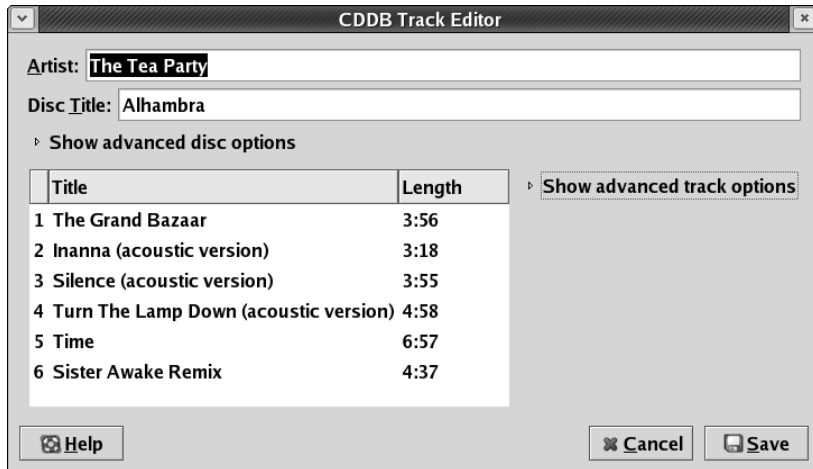 CDDB Track Editor
Artist: The Tea Party
Disc Title: Alhambra
Show advanced disc options
Title Length
Show advanced track options
1 The Grand Bazaar 3:56
2 Inanna (acoustic version) 3:18
3 Silence (acoustic version) 3:55
4 Turn The Lamp Down (acoustic version) 4:58
5 Time 6:57
6 Sister Awake Remix 4:37
Help Cancel Save